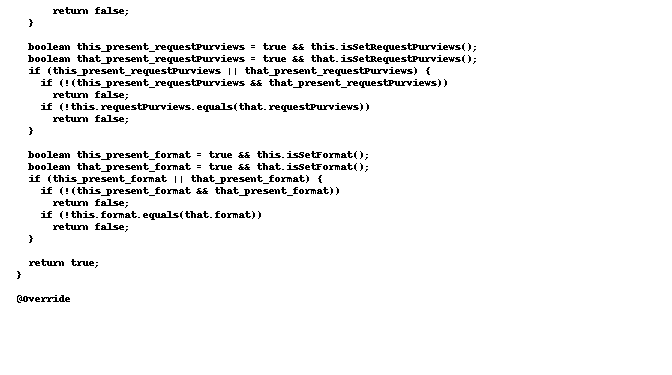 return false;
}
boolean this_present_requestPurviews = true && this.isSetRequestPurviews();
boolean that_present_requestPurviews = true && that.isSetRequestPurviews();
if (this_present_requestPurviews || that_present_requestPurviews) {
if (!(this_present_requestPurviews && that_present_requestPurviews))
return false;
if (!this.requestPurviews.equals(that.requestPurviews))
return false;
}
boolean this_present_format = true && this.isSetFormat();
boolean that_present_format = true && that.isSetFormat();
if (this_present_format || that_present_format) {
if (!(this_present_format && that_present_format))
return false;
if (!this.format.equals(that.format))
return false;
}
return true;
}
@Override